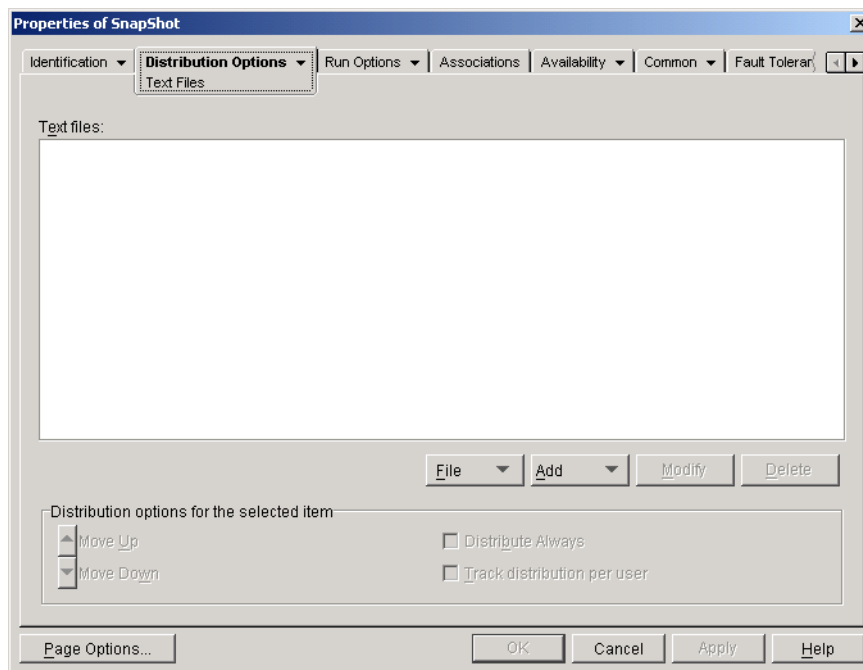 Properties of SnapShot
Identification Distribution Options Run Options Associations Availability Common Fault Toleran
Text Files
Text files:
File Add Modify Delete
Distribution options for the selected item
Move Up Distribute Always
Move Down Track distribution per user
Page Options... OK Cancel Apply Help